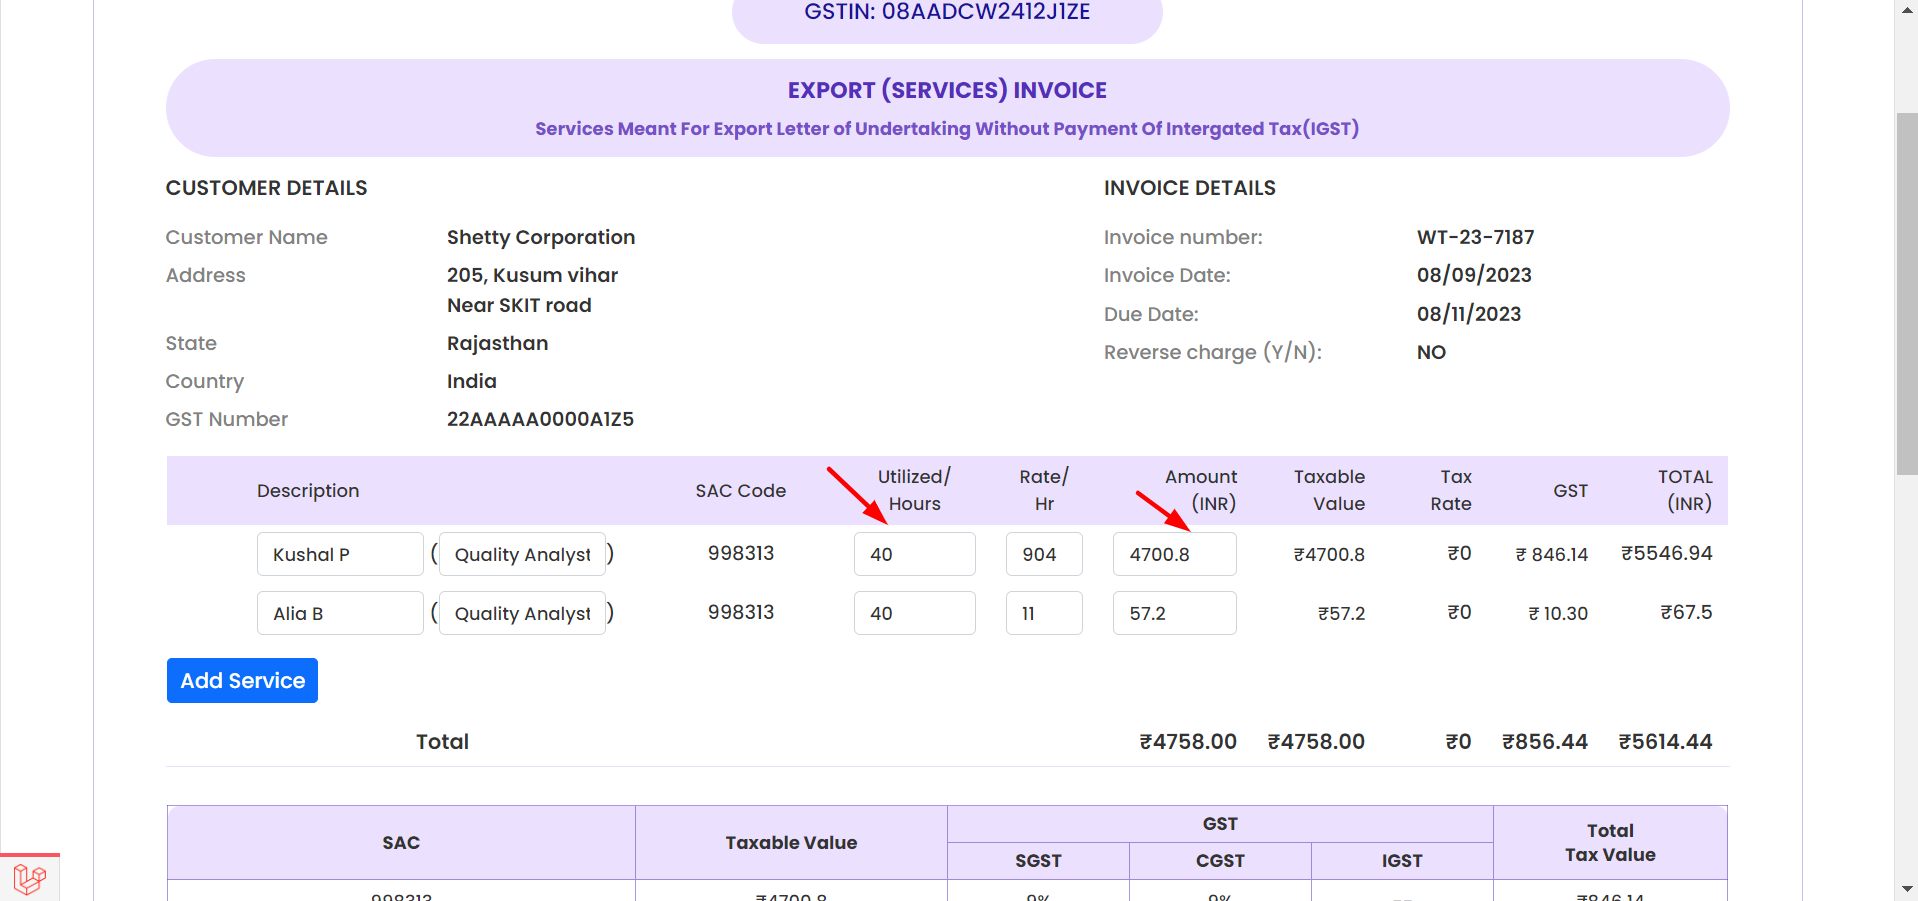 GSTIN: 08AADCW2412J1ZE
EXPORT (SERVICES) INVOICE
Services Meant For Export Letter of Undertaking Without Payment Of Intergated Tax(IGST)
CUSTOMER DETAILS
Customer Name Shetty Corporation
Address 205, Kusum vihar
Near SKIT road
State Rajasthan
Country India
GST Number 22AAAAA0000A1Z5
INVOICE DETAILS
Invoice number: WT-23-7187
Invoice Date: 08/09/2023
Due Date: 08/11/2023
Reverse charge (Y/N): NO
Description SAC Code Utilized/ Hours Rate/ Hr Amount (INR) Taxable Value Tax Rate GST TOTAL (INR)
Kushal P ( Quality Analyst ) 998313 40 904 4700.8 ₹4700.8 ₹0 ₹ 846.14 ₹5546.94
Alia B ( Quality Analyst ) 998313 40 11 57.2 ₹57.2 ₹0 ₹ 10.30 ₹67.5
Add Service
Total ₹4758.00 ₹4758.00 ₹0 ₹856.44 ₹5614.44
SAC Taxable Value GST Total Tax Value
SGST CGST IGST
998313 ₹4700.8 9% 9% -- ₹846.14